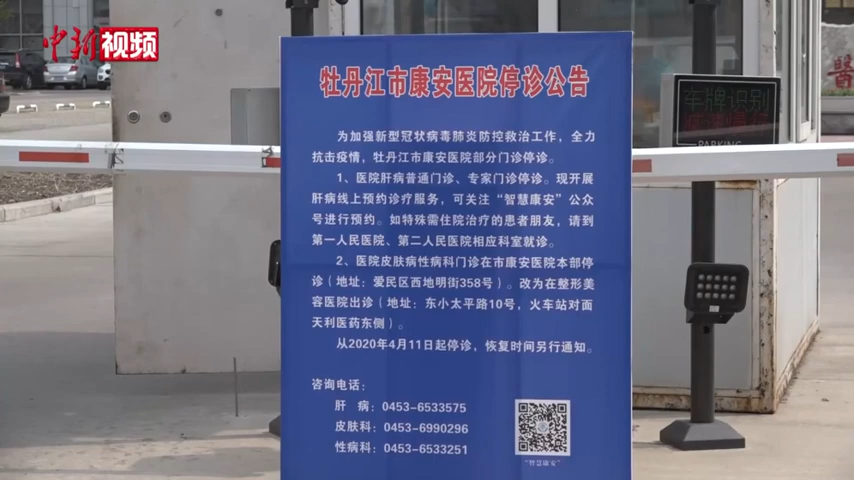 中新视频
牡丹江市康安医院停诊公告
为加强新型冠状病毒肺炎防控救治工作，全力
抗击疫情，牡丹江市康安医院部分门诊停诊。
1、医院肝病普通门诊、专家门诊停诊。现开展
肝病线上预约诊疗服务，可关注“智慧康安”公众
号进行预约。如特殊需住院治疗的患者朋友，请到
第一人民医院、第二人民医院相应科室就诊。
2、医院皮肤病性病科门诊在市康安医院本部停
诊（地址：爱民区西地明街358号）。改为在整形美
容医院出诊（地址：东小太平路10号，火车站对面
天利医药东侧）。
从2020年4月11日起停诊，恢复时间另行通知。
咨询电话：
肝 病：0453-6533575
皮肤科：0453-6990296
性病科：0453-6533251
“智慧康安”
车牌识别
PARKING
醫